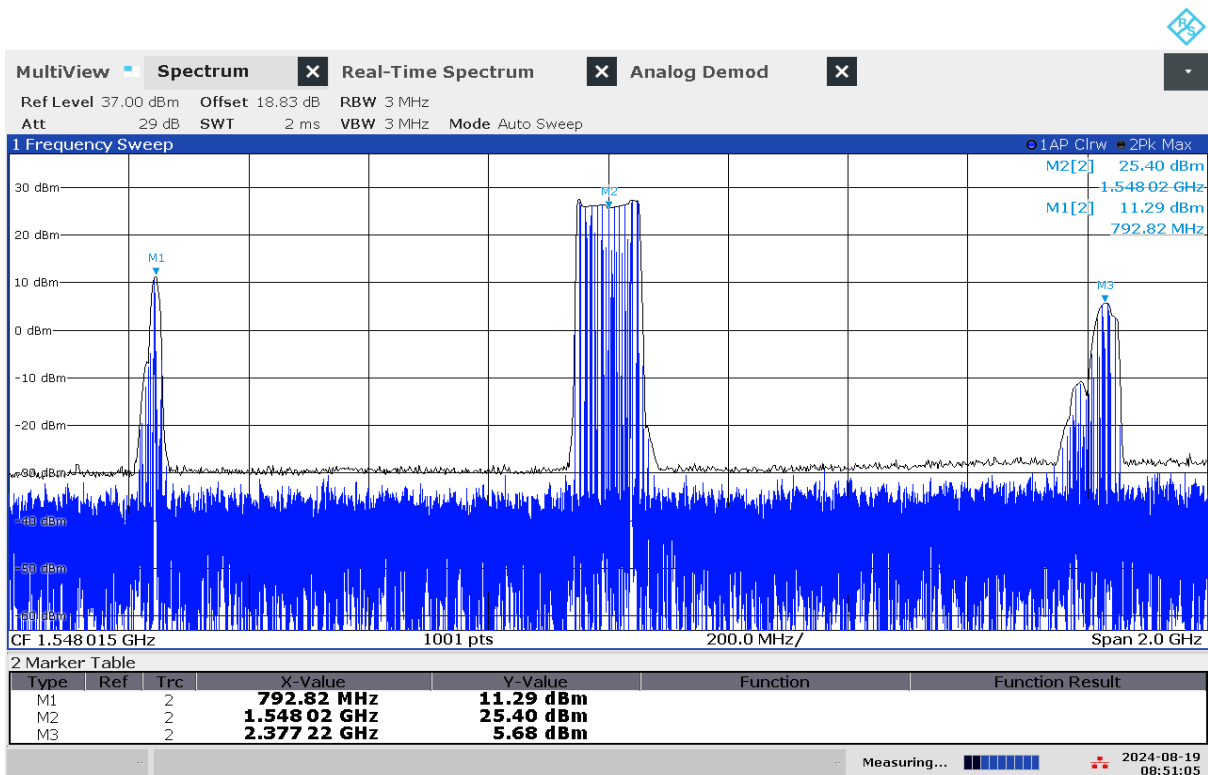 R S
MultiView Spectrum X Real-Time Spectrum X Analog Demod X
Ref Level 37.00 dBm Offset 18.83 dB RBW 3 MHz
Att 29 dB SWT 2 ms VBW 3 MHz Mode Auto Sweep
1 Frequency Sweep 1AP Clrw 2Pk Max
M2[2] 25.40 dBm
1.548 02 GHz
M1[2] 11.29 dBm
792.82 MHz
30 dBm
M2
20 dBm
M1
10 dBm
M3
0 dBm
-10 dBm
-20 dBm
-30 dBm
-40 dBm
-50 dBm
-60 dBm
CF 1.548 015 GHz 1001 pts 200.0 MHz/ Span 2.0 GHz
2 Marker Table
Type Ref Trc X-Value Y-Value Function Function Result
M1 2 792.82 MHz 11.29 dBm
M2 2 1.548 02 GHz 25.40 dBm
M3 2 2.377 22 GHz 5.68 dBm
Measuring... 2024-08-19
08:51:05